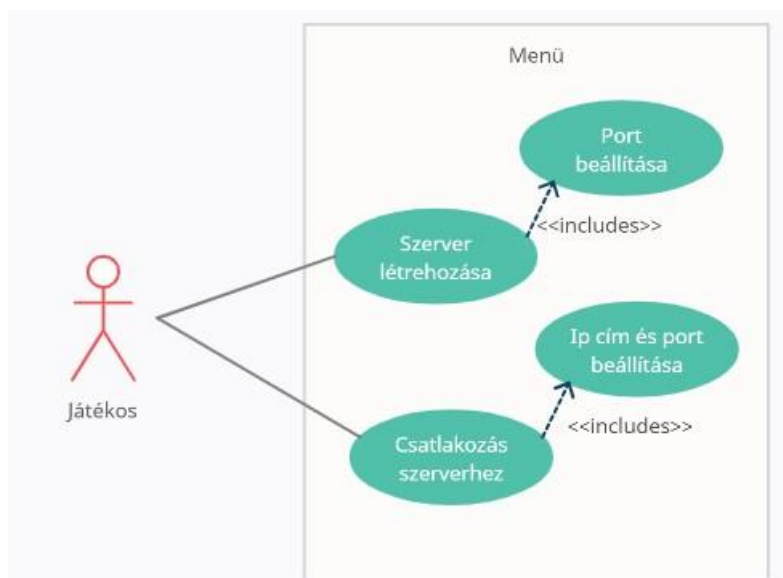 Menü
Port
beállítása
<<includes>>
Szerver
létrehozása
Ip cím és port
beállítása
<<includes>>
Játékos
Csatlakozás
szerverhez